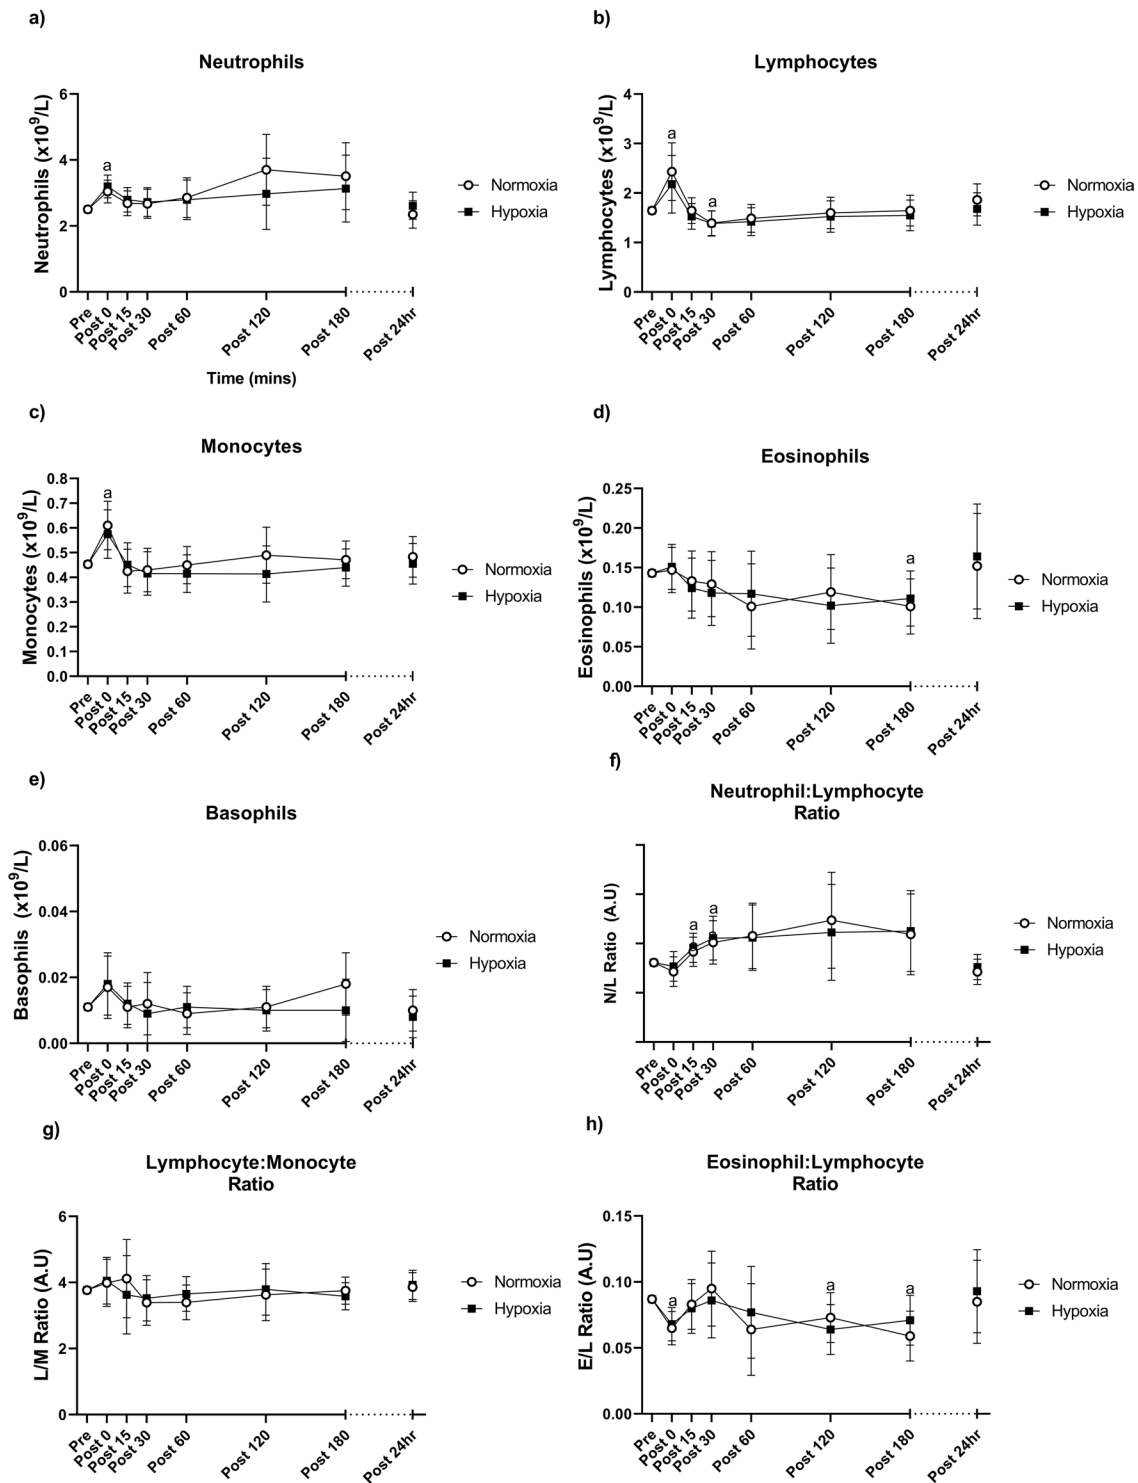 a)
Neutrophils
Neutrophils (x10⁹/L)
6
4
2
0
a
Normoxia
Hypoxia
Pre
Post 0
Post 15
Post 30
Post 60
Post 120
Post 180
Post 24hr
Time (mins)
b)
Lymphocytes
Lymphocytes (x10⁹/L)
4
3
2
1
0
a
a
Normoxia
Hypoxia
Pre
Post 0
Post 15
Post 30
Post 60
Post 120
Post 180
Post 24hr
c)
Monocytes
Monocytes (x10⁹/L)
0.8
0.7
0.6
0.5
0.4
0.3
0.2
0.1
0.0
a
Normoxia
Hypoxia
Pre
Post 0
Post 15
Post 30
Post 60
Post 120
Post 180
Post 24hr
d)
Eosinophils
Eosinophils (x10⁹/L)
0.25
0.20
0.15
0.10
0.05
0.00
a
Normoxia
Hypoxia
Pre
Post 0
Post 15
Post 30
Post 60
Post 120
Post 180
Post 24hr
e)
Basophils
Basophils (x10⁹/L)
0.06
0.04
0.02
0.00
Normoxia
Hypoxia
Pre
Post 0
Post 15
Post 30
Post 60
Post 120
Post 180
Post 24hr
f)
Neutrophil:Lymphocyte
Ratio
N/L Ratio (A.U)
a
a
Normoxia
Hypoxia
Pre
Post 0
Post 15
Post 30
Post 60
Post 120
Post 180
Post 24hr
g)
Lymphocyte:Monocyte
Ratio
L/M Ratio (A.U)
6
4
2
0
Normoxia
Hypoxia
Pre
Post 0
Post 15
Post 30
Post 60
Post 120
Post 180
Post 24hr
h)
Eosinophil:Lymphocyte
Ratio
E/L Ratio (A.U)
0.15
0.10
0.05
0.00
a
a
a
Normoxia
Hypoxia
Pre
Post 0
Post 15
Post 30
Post 60
Post 120
Post 180
Post 24hr